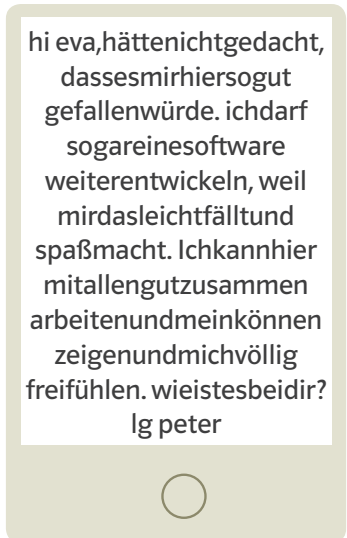 hi eva,hättenichtgedacht,
dassesmirhiersogut
gefallenwürde. ichdarf
sogareinesoftware
weiterentwickeln, weil
mirdasleichtfälltund
spaßmacht. Ichkannhier
mitallengutzusammen
arbeitenundmeinkönnen
zeigenundmichvöllig
freifühlen. wieistesbeidir?
lg peter